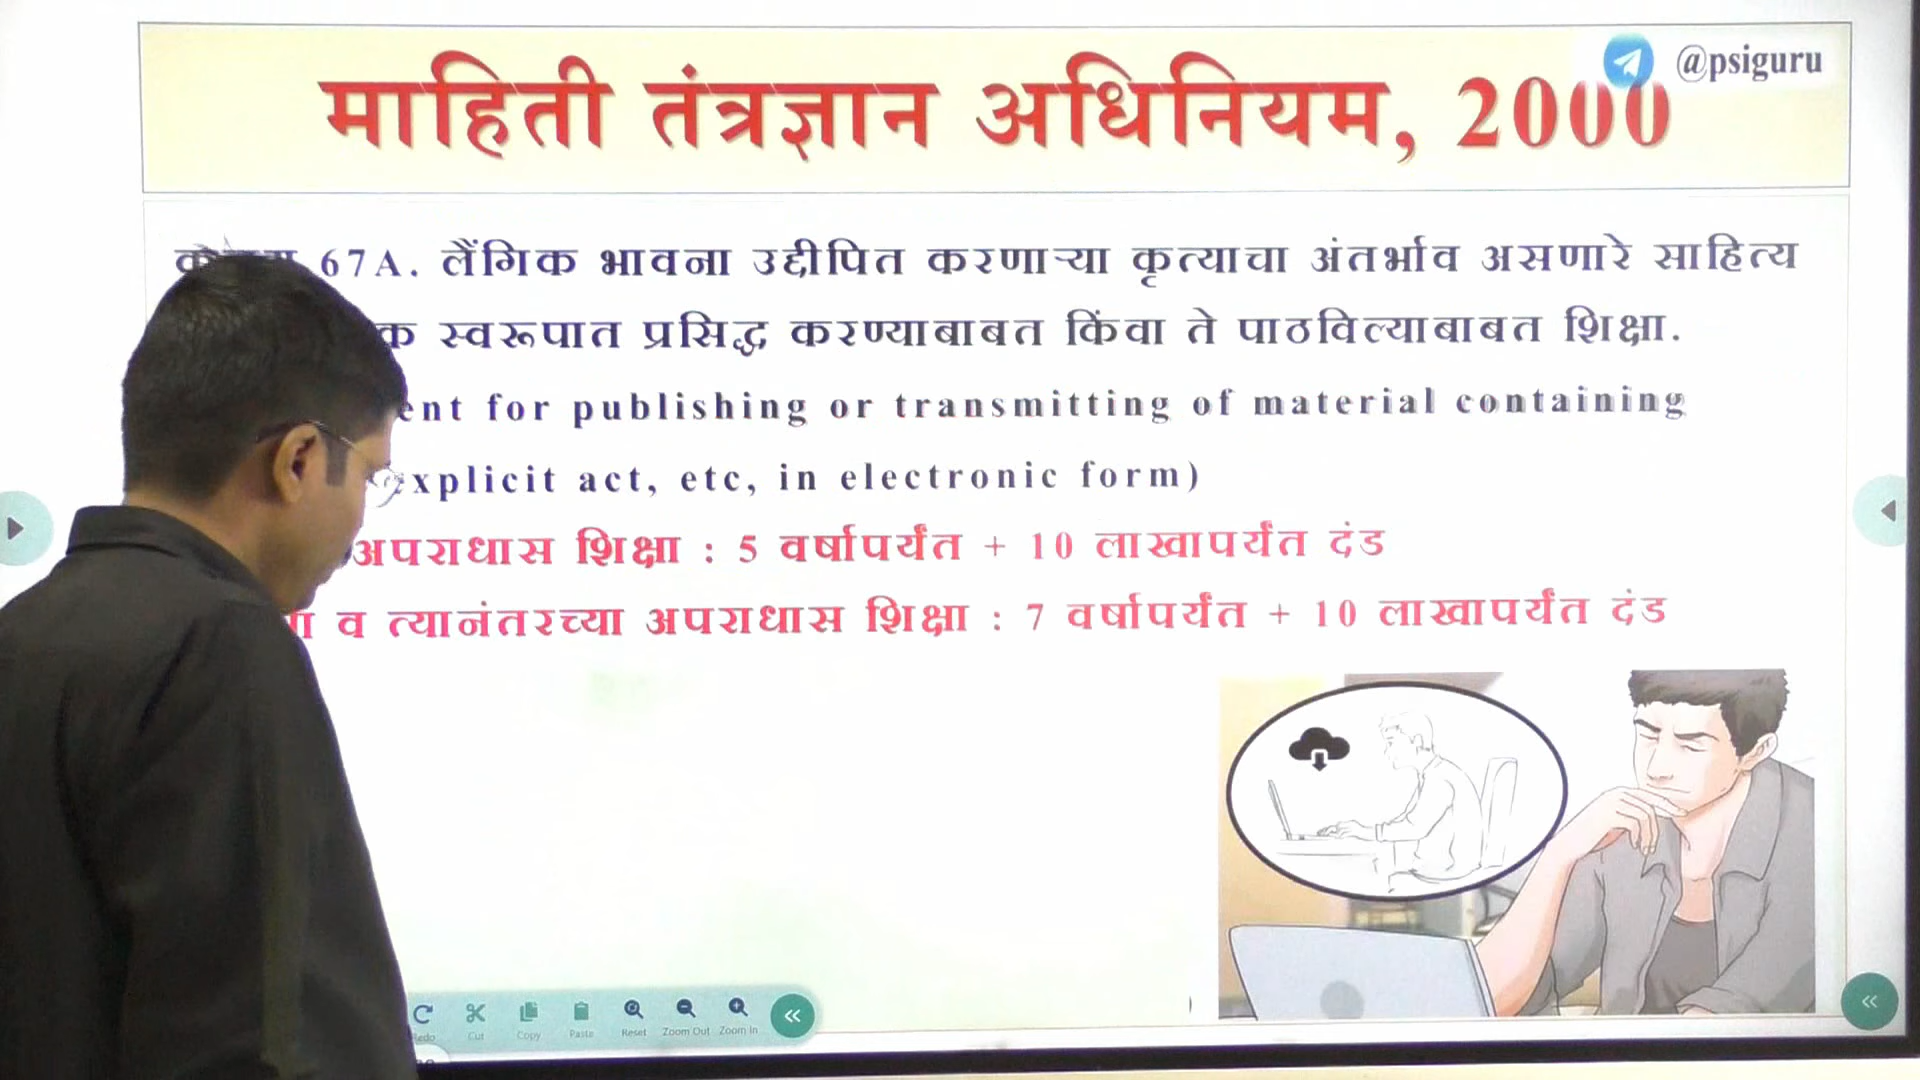 @psiguru
माहिती तंत्रज्ञान अधिनियम, 2000
67A. लैंगिक भावना उद्दीपित करणाऱ्या कृत्याचा अंतर्भाव असणारे साहित्य
क स्वरूपात प्रसिद्ध करण्याबाबत किंवा ते पाठविल्याबाबत शिक्षा.
ent for publishing or transmitting of material containing
explicit act, etc, in electronic form)
अपराधास शिक्षा : 5 वर्षापर्यंत + 10 लाखापर्यंत दंड
व त्यानंतरच्या अपराधास शिक्षा : 7 वर्षापर्यंत + 10 लाखापर्यंत दंड
Redo Cut Copy Paste Reset Zoom Out Zoom In